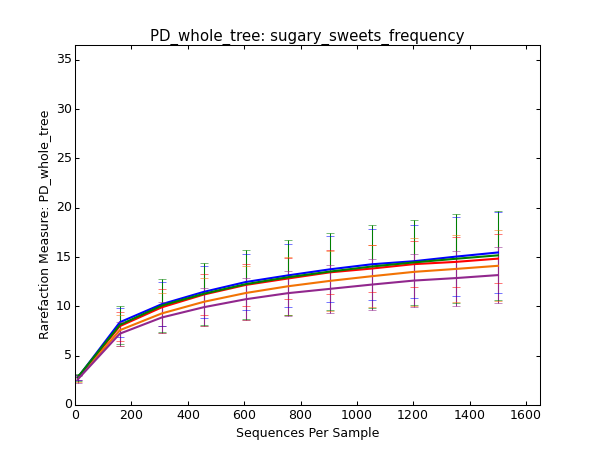 PD_whole_tree: sugary_sweets_frequency
Rarefaction Measure: PD_whole_tree
35
30
25
20
15
10
5
0
0 200 400 600 800 1000 1200 1400 1600
Sequences Per Sample